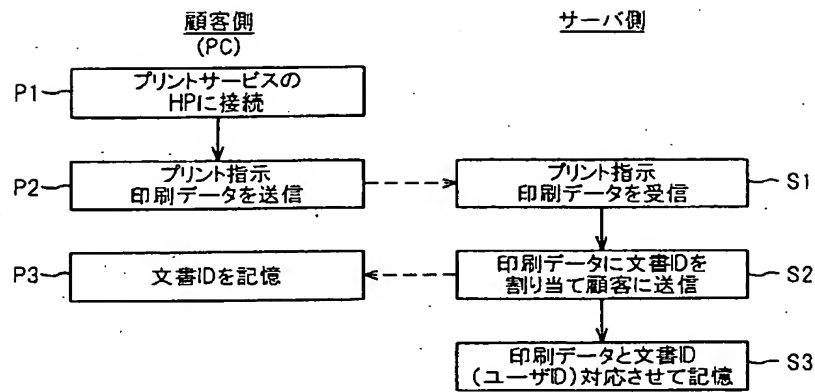 顧客側
(PC)
サーバ側
P1
プリントサービスの
HPに接続
P2
プリント指示
印刷データを送信
プリント指示
印刷データを受信
S1
P3
文書IDを記憶
印刷データに文書IDを
割り当て顧客に送信
S2
印刷データと文書ID
(ユーザID)対応させて記憶
S3